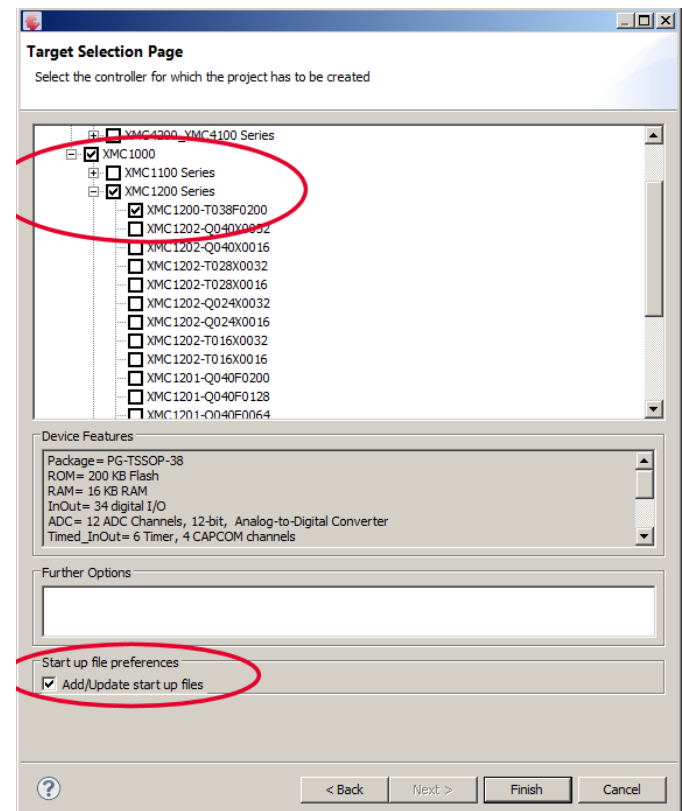 Target Selection Page
Select the controller for which the project has to be created
XMC4200_XMC4100 Series
XMC1000
XMC1100 Series
XMC1200 Series
XMC1200-T038F0200
XMC1202-Q040X0032
XMC1202-Q040X0016
XMC1202-T028X0032
XMC1202-T028X0016
XMC1202-Q024X0032
XMC1202-Q024X0016
XMC1202-T016X0032
XMC1202-T016X0016
XMC1201-Q040F0200
XMC1201-Q040F0128
XMC1201-Q040F0064
Device Features
Package= PG-TSSOP-38
ROM= 200 KB Flash
RAM= 16 KB RAM
InOut= 34 digital I/O
ADC= 12 ADC Channels, 12-bit, Analog-to-Digital Converter
Timed_InOut= 6 Timer, 4 CAPCOM channels
Further Options
Start up file preferences
Add/Update start up files
< Back Next > Finish Cancel